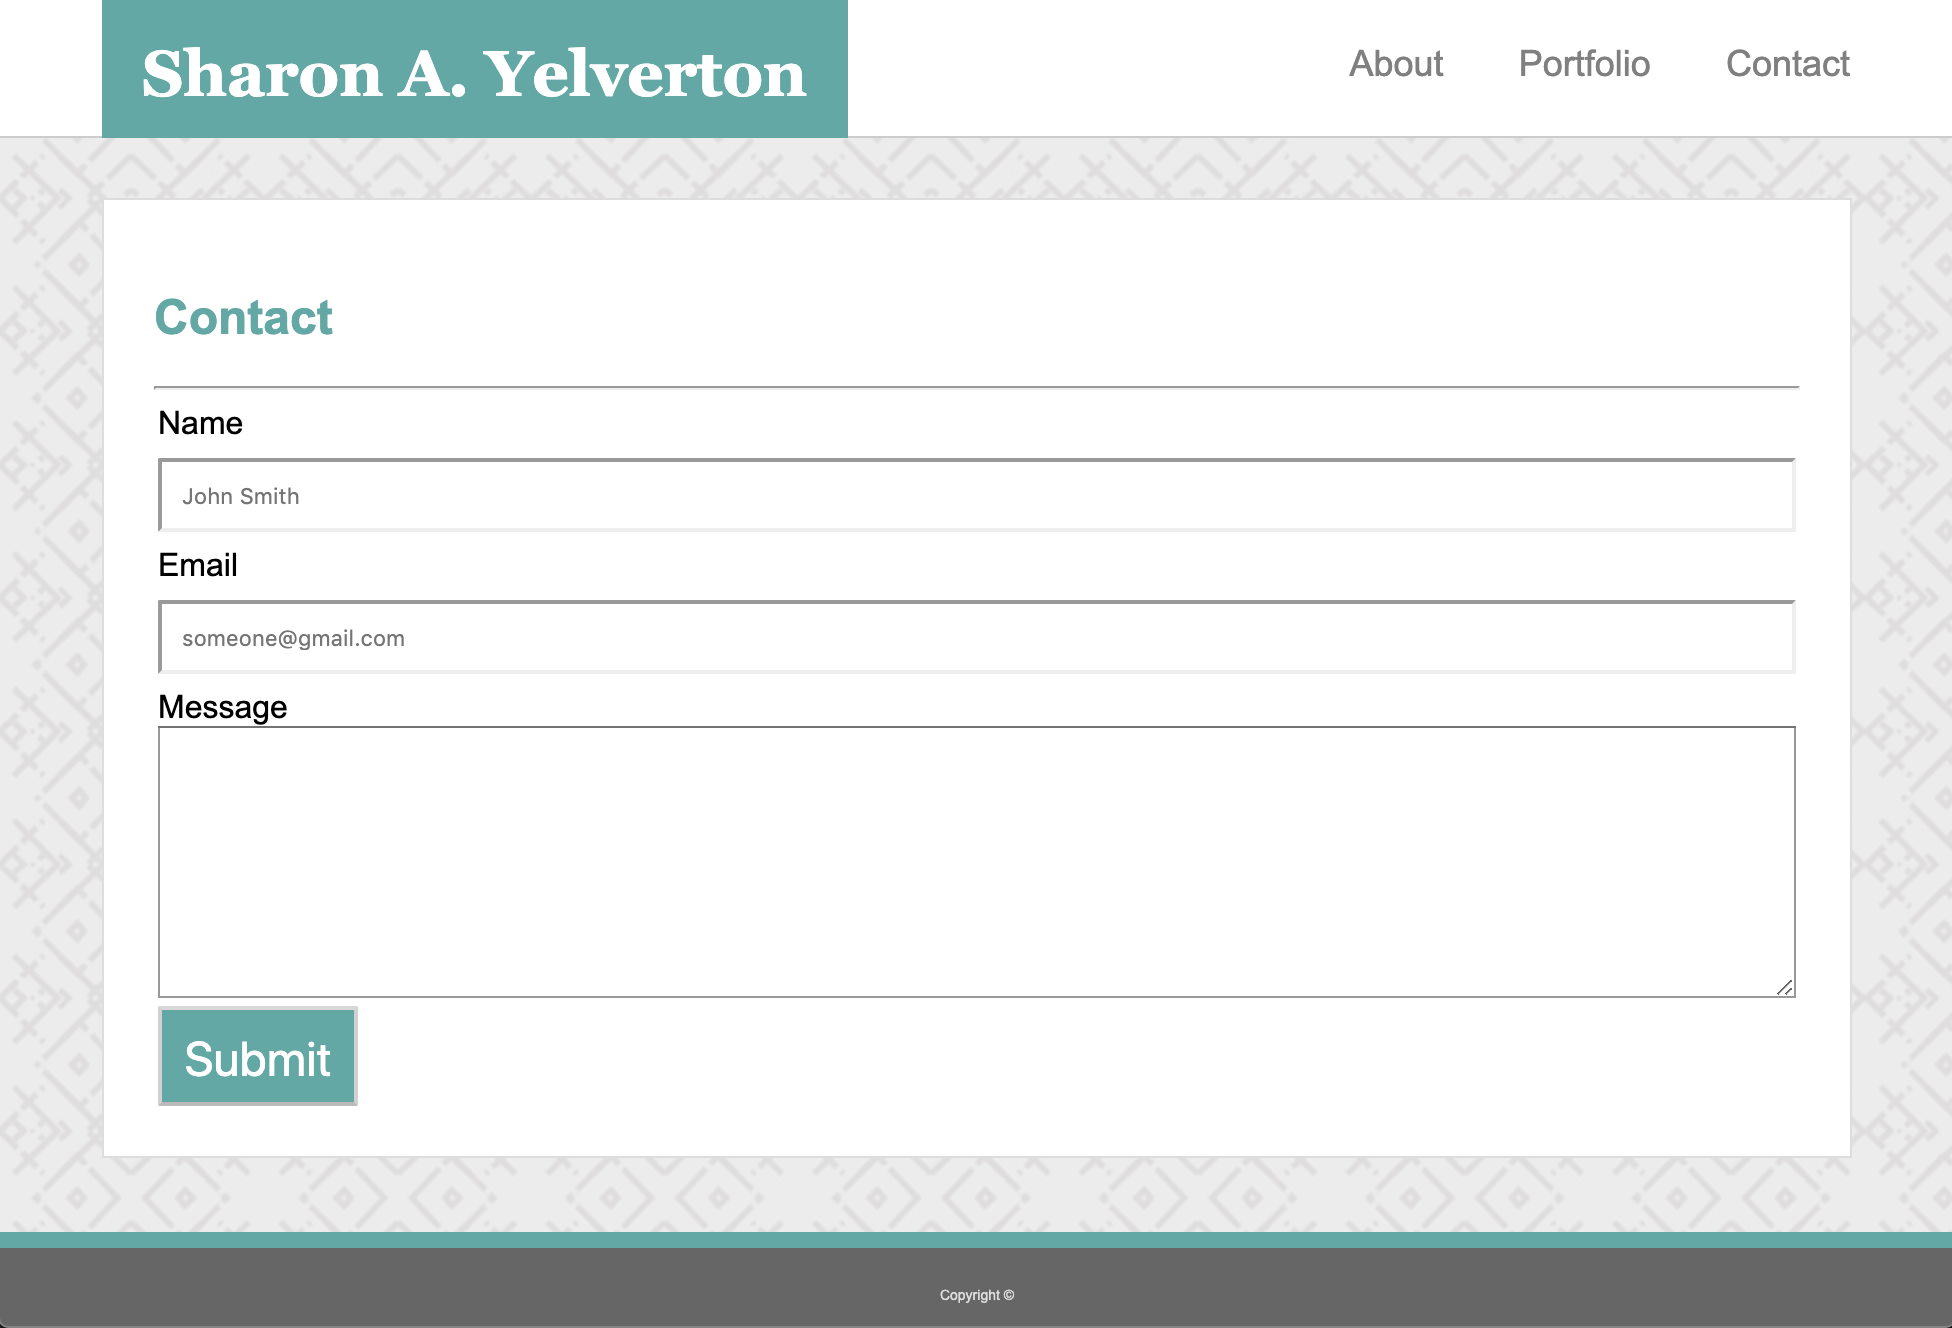 Sharon A. Yelverton
About Portfolio Contact
Contact
Name
John Smith
Email
someone@gmail.com
Message
Submit
Copyright ©